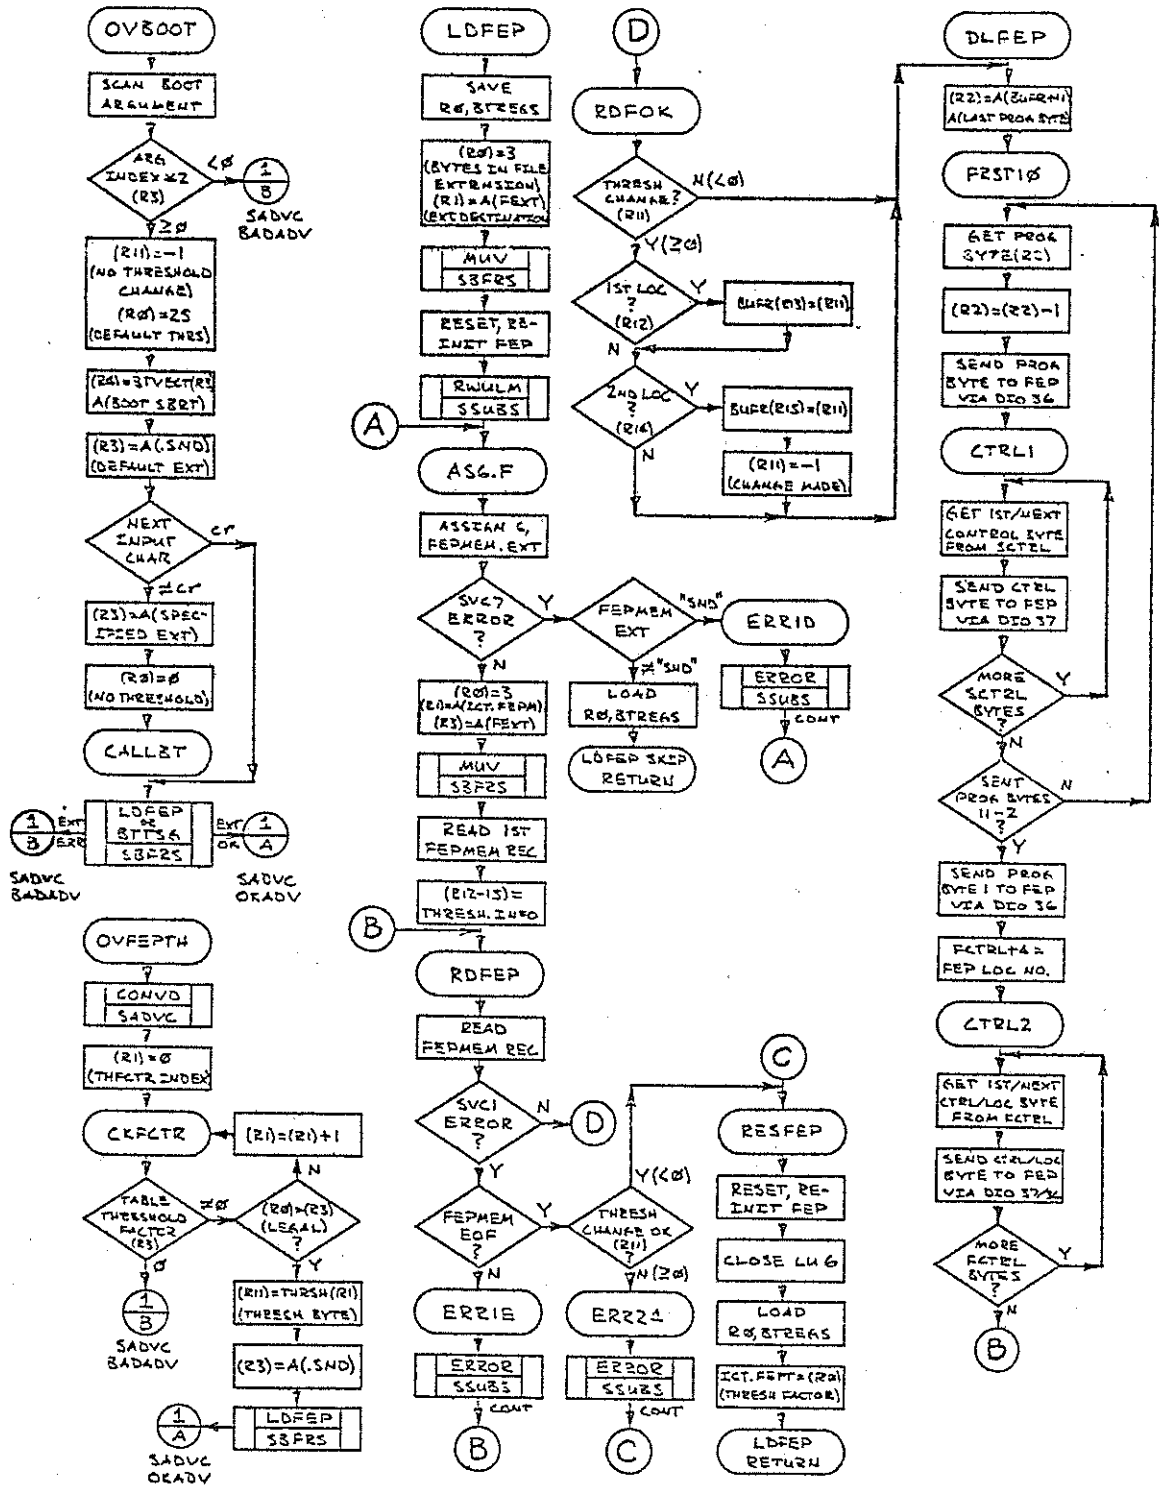 OVBOOT
SCAN BOOT
ARGUMENT
ARG
INDEX*2
(R3)
<Ø
1
B
SADVC
BADADV
≥Ø
(R11)=-1
(NO THRESHOLD
CHANGE)
(RØ)=25
(DEFAULT THRS)
A(BOOT SBRT)
(R3)=A(.SND)
(DEFAULT EXT)
NEXT
INPUT
CHAR
cr
≠cr
(R3)=A(SPEC-
IFIED EXT)
(RØ)=Ø
(NO THRESHOLD)
CALLBT
LDFEP
OR
BTTSA
SBFRS
EXT
ERR
1
B
SADVC
BADADV
EXT
OK
1
A
SADVC
OKADV
OVFEPTH
CONVD
SADVC
(R1)=Ø
(THFCTR INDEX)
CKFCTR
(R1)=(R1)+1
N
TABLE
THRESHOLD
FACTOR
(R3)
≠Ø
(RØ)=(R3)
(LEGAL)
?
Y
Ø
1
B
SADVC
BADADV
(R11)=THRSH(R1)
(THRESH BYTE)
(R3)=A(.SND)
LDFEP
SBFRS
1
A
SADVC
OKADV
LDFEP
SAVE
RØ,BTREGS
(RØ)=3
(BYTES IN FILE
EXTENSION)
(R1)=A(FEXT)
(EXT DESTINATION)
MUV
SBFRS
RESET, RE-
INIT FEP
RWULM
SSUBS
A
ASG.F
ASSIGN 6,
FEPMEM.EXT
SVC7
ERROR
?
Y
N
FEPMEM
EXT
"SND"
≠"SND"
ERR1D
ERROR
SSUBS
CONT
A
LOAD
RØ,BTREGS
LDFEP SKIP
RETURN
(RØ)=3
(R1)=A(ICT.FEPM)
(R3)=A(FEXT)
MUV
SBFRS
READ 1ST
FEPMEM REC
(R12-15)=
THRESH. INFO
B
RDFEP
READ
FEPMEM REC
SVC1
ERROR
?
N
D
Y
FEPMEM
EOF
?
Y
N
THRESH
CHANGE OK
(R11)
?
Y(<Ø)
N(≥Ø)
ERR1E
ERROR
SSUBS
CONT
B
ERR21
ERROR
SSUBS
CONT
C
D
RDFOK
THRESH
CHANGE?
(R11)
N(<Ø)
Y(≥Ø)
1ST LOC
?
(R12)
Y
BUFR(R13)=(R11)
N
2ND LOC
?
(R14)
Y
BUFR(R15)=(R11)
N
(R11)=-1
(CHANGE MADE)
C
RESFEP
RESET, RE-
INIT FEP
CLOSE LU 6
LOAD
RØ,BTREGS
ICT.FEPT=(RØ)
(THRESH FACTOR)
LDFEP
RETURN
DLFEP
(R2)=A(BUFR+11)
A(LAST PROG BYTE)
FRST1Ø
GET PROG
BYTE(R2)
(R2)=(R2)-1
SEND PROG
BYTE TO FEP
VIA DIO 36
CTRL1
GET 1ST/NEXT
CONTROL BYTE
FROM SCTRL
SEND CTRL
BYTE TO FEP
VIA DIO 37
MORE
SCTRL
BYTES
?
Y
N
SENT
PROG BYTES
11-2
?
N
Y
SEND PROG
BYTE 1 TO FEP
VIA DIO 36
FCTRL+4=
FEP LOC NO.
CTRL2
GET 1ST/NEXT
CTRL/LOC BYTE
FROM FCTRL
SEND CTRL/LOC
BYTE TO FEP
VIA DIO 37/36
MORE
FCTRL
BYTES
?
Y
N
B